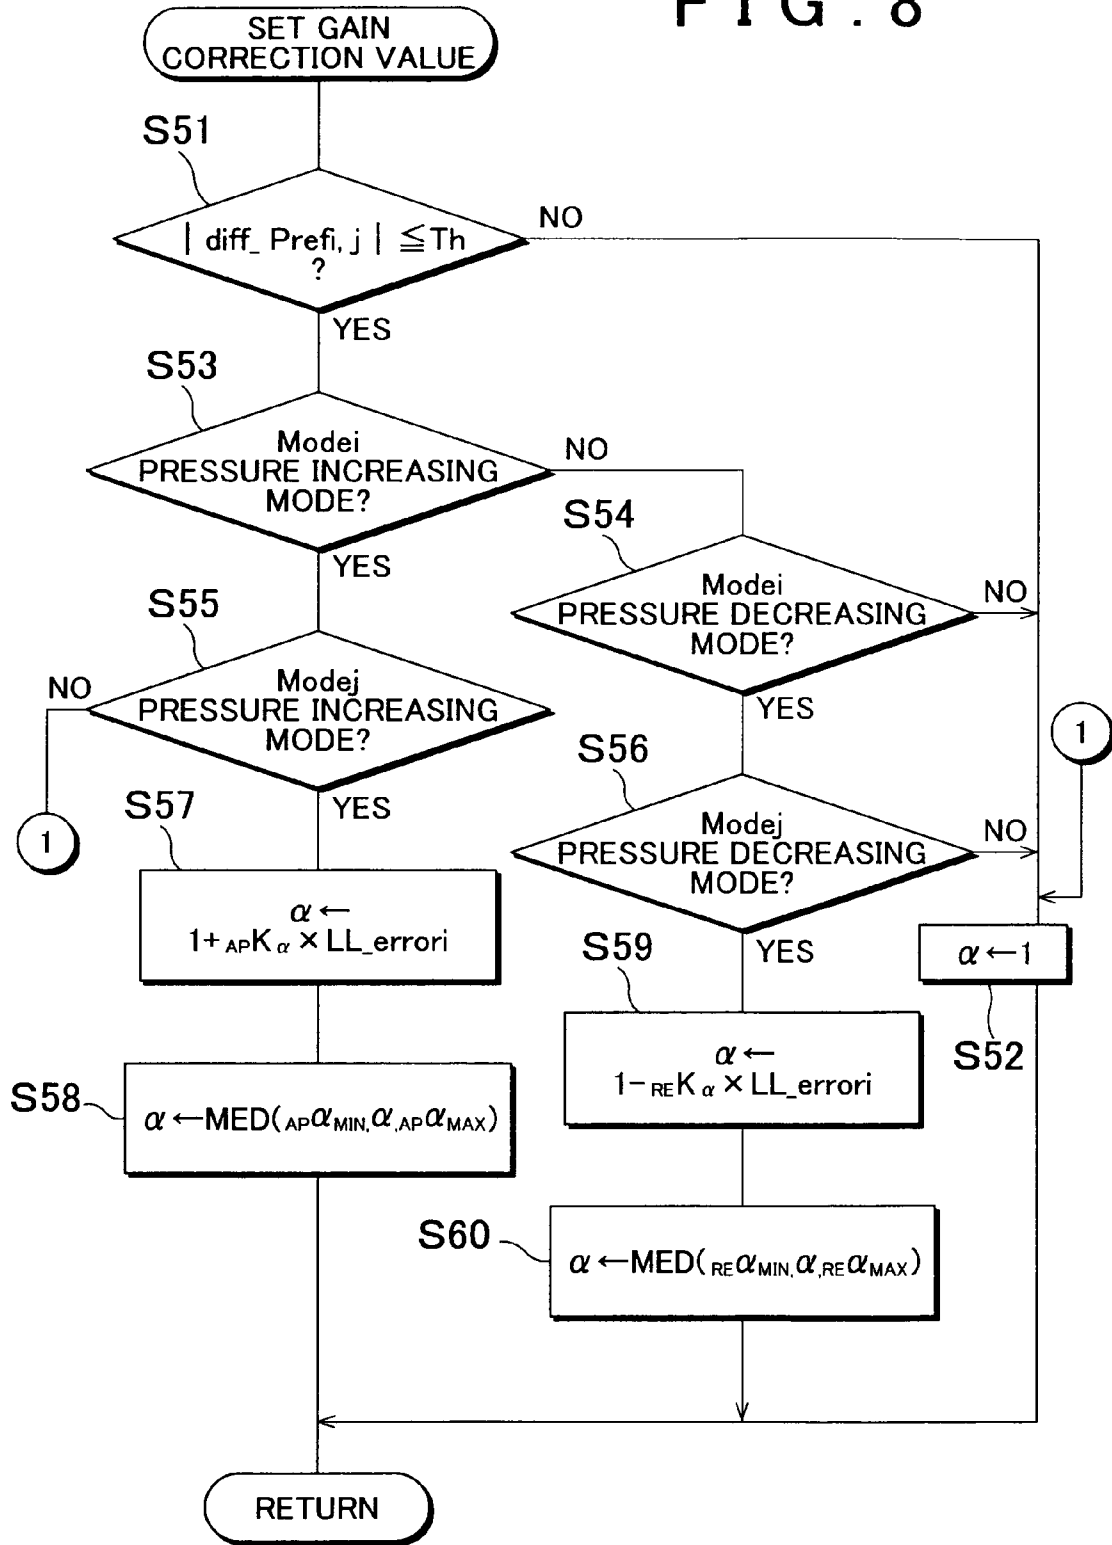 FIG. 8
SET GAIN
CORRECTION VALUE
S51
| diff_ Prefi, j | ≦Th
?
NO
YES
S53
Modei
PRESSURE INCREASING
MODE?
NO
YES
S54
Modei
PRESSURE DECREASING
MODE?
NO
YES
S55
Modej
PRESSURE INCREASING
MODE?
NO
YES
1
1
S56
Modej
PRESSURE DECREASING
MODE?
NO
YES
S57
α ←
1+ APKα × LL_errori
S59
α ←
1− REKα × LL_errori
α ← 1
S52
S58
α ← MED(APαMIN, α, APαMAX)
S60
α ← MED(REαMIN, α, REαMAX)
RETURN